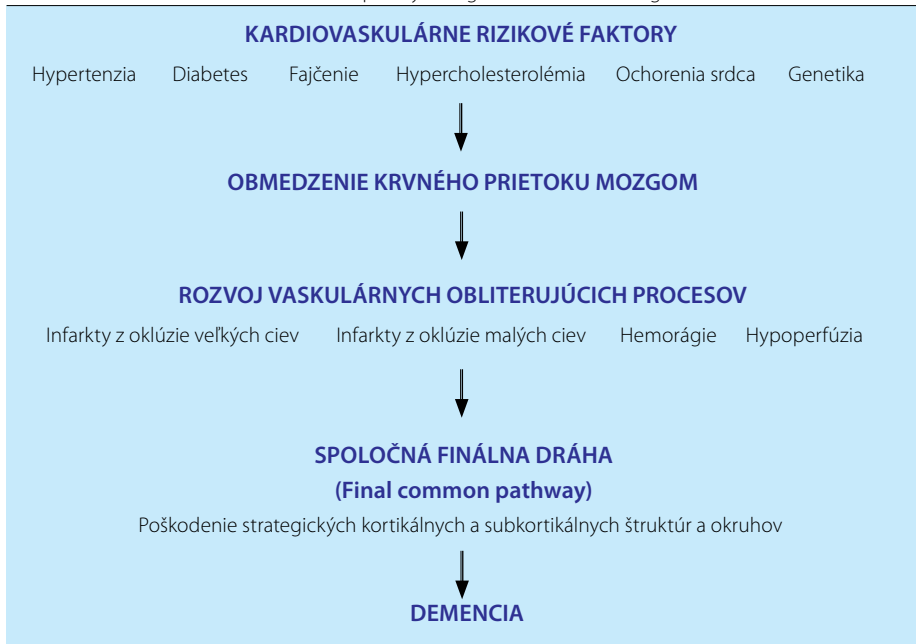 KARDIOVASKULÁRNE RIZIKOVÉ FAKTORY
Hypertenzia Diabetes Fajčenie Hypercholesterolémia Ochorenia srdca Genetika
OBMEDZENIE KRVNÉHO PRIETOKU MOZGOM
ROZVOJ VASKULÁRNYCH OBLITERUJÚCICH PROCESOV
Infarkty z oklúzie veľkých ciev Infarkty z oklúzie malých ciev Hemorágie Hypoperfúzia
SPOLOČNÁ FINÁLNA DRÁHA
(Final common pathway)
Poškodenie strategických kortikálnych a subkortikálnych štruktúr a okruhov
DEMENCIA